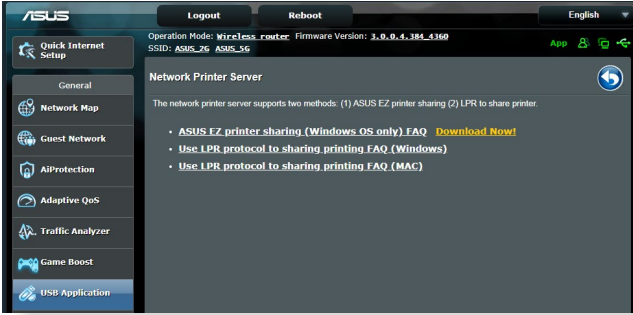 ASUS
Logout
Reboot
English
Quick Internet
Setup
Operation Mode: Wireless router Firmware Version: 3.0.0.4.384_4360
SSID: ASUS_2G ASUS_5G
App
General
Network Map
Guest Network
AiProtection
Adaptive QoS
Traffic Analyzer
Game Boost
USB Application
Network Printer Server
The network printer server supports two methods: (1) ASUS EZ printer sharing (2) LPR to share printer.
ASUS EZ printer sharing (Windows OS only) FAQ Download Now!
Use LPR protocol to sharing printing FAQ (Windows)
Use LPR protocol to sharing printing FAQ (MAC)